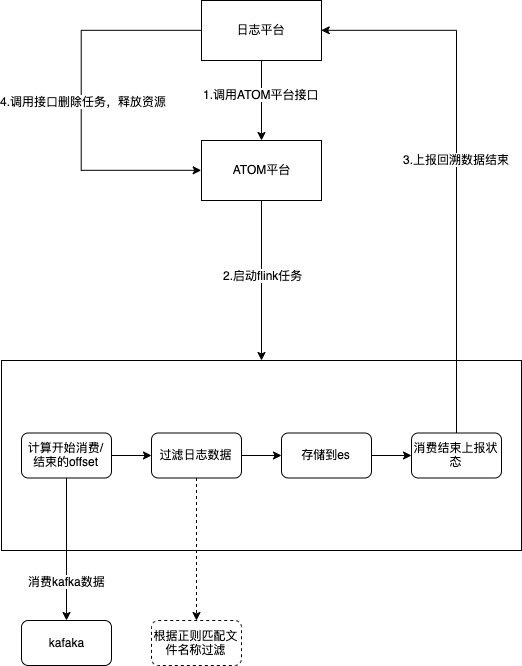 日志平台
1.调用ATOM平台接口
4.调用接口删除任务，释放资源
3.上报回溯数据结束
ATOM平台
2.启动flink任务
计算开始消费/
结束的offset
过滤日志数据
存储到es
消费结束上报状
态
消费kafka数据
kafaka
根据正则匹配文
件名称过滤